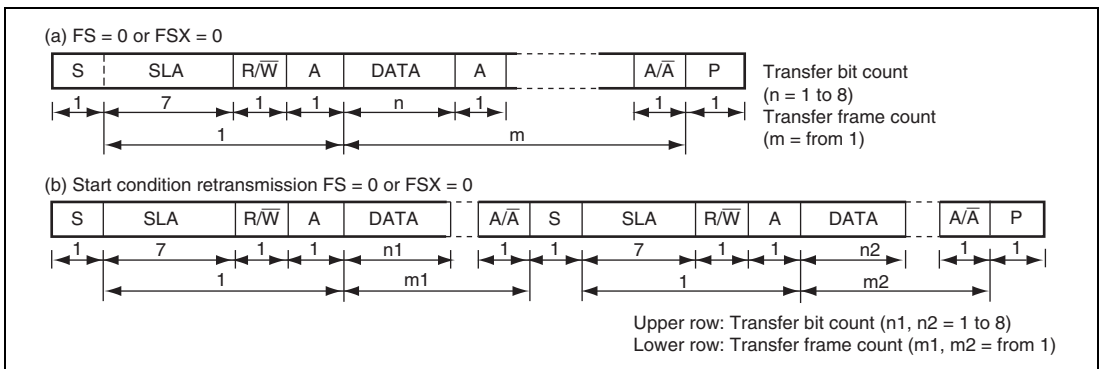 (a) FS = 0 or FSX = 0
S SLA R/W̅ A DATA A A/A̅ P
1 7 1 1 n 1 1 1
1 m
Transfer bit count
(n = 1 to 8)
Transfer frame count
(m = from 1)
(b) Start condition retransmission FS = 0 or FSX = 0
S SLA R/W̅ A DATA A/A̅ S SLA R/W̅ A DATA A/A̅ P
1 7 1 1 n1 1 1 7 1 1 n2 1 1
1 m1 1 m2
Upper row: Transfer bit count (n1, n2 = 1 to 8)
Lower row: Transfer frame count (m1, m2 = from 1)